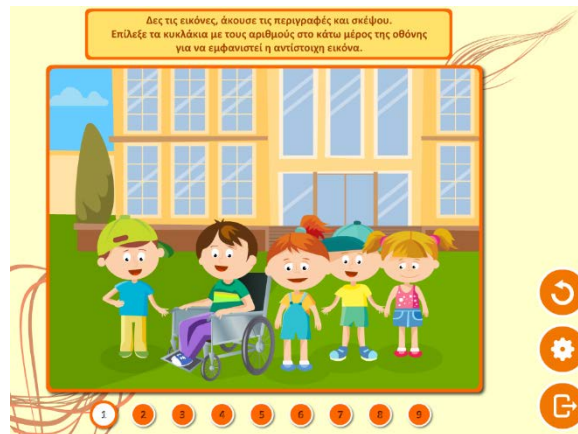 Δες τις εικόνες, άκουσε τις περιγραφές και σκέψου.
Επίλεξε τα κυκλάκια με τους αριθμούς στο κάτω μέρος της οθόνης
για να εμφανιστεί η αντίστοιχη εικόνα.
1 2 3 4 5 6 7 8 9